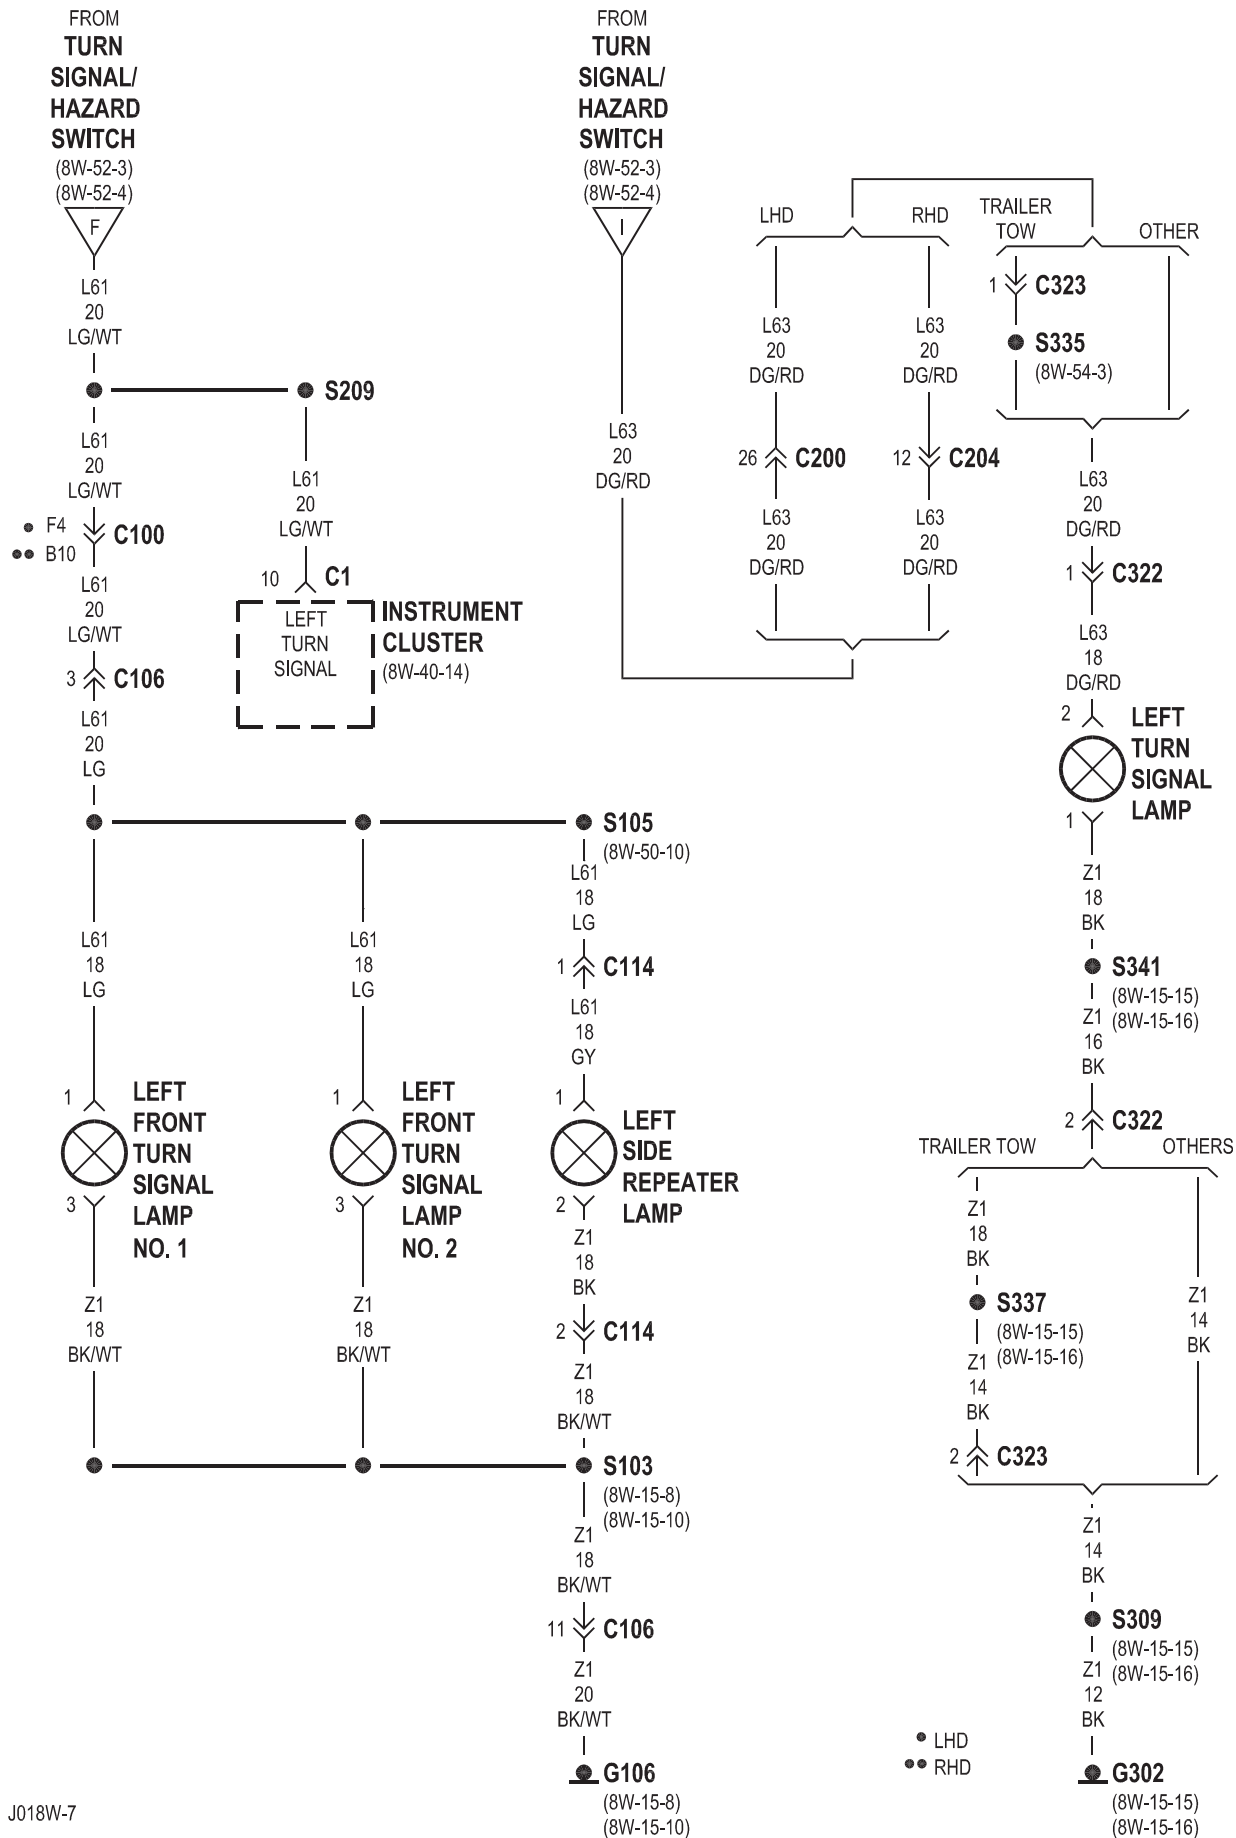 FROM
TURN
SIGNAL/
HAZARD
SWITCH
(8W-52-3)
(8W-52-4)
F
L61
20
LG/WT
S209
L61
20
LG/WT
F4
B10
C100
L61
20
LG/WT
3
C106
L61
20
LG
L61
20
LG/WT
10
C1
LEFT
TURN
SIGNAL
INSTRUMENT
CLUSTER
(8W-40-14)
S105
(8W-50-10)
L61
18
LG
1
LEFT
FRONT
TURN
SIGNAL
LAMP
NO. 1
3
Z1
18
BK/WT
L61
18
LG
1
LEFT
FRONT
TURN
SIGNAL
LAMP
NO. 2
3
Z1
18
BK/WT
L61
18
LG
1
C114
L61
18
GY
1
LEFT
SIDE
REPEATER
LAMP
2
Z1
18
BK
2
C114
Z1
18
BK/WT
S103
(8W-15-8)
(8W-15-10)
Z1
18
BK/WT
11
C106
Z1
20
BK/WT
G106
(8W-15-8)
(8W-15-10)
FROM
TURN
SIGNAL/
HAZARD
SWITCH
(8W-52-3)
(8W-52-4)
I
L63
20
DG/RD
LHD
RHD
L63
20
DG/RD
26
C200
L63
20
DG/RD
L63
20
DG/RD
12
C204
L63
20
DG/RD
TRAILER
TOW
OTHER
1
C323
S335
(8W-54-3)
L63
20
DG/RD
1
C322
L63
18
DG/RD
2
LEFT
TURN
SIGNAL
LAMP
1
Z1
18
BK
S341
(8W-15-15)
(8W-15-16)
Z1
16
BK
2
C322
TRAILER TOW
OTHERS
Z1
18
BK
S337
(8W-15-15)
(8W-15-16)
Z1
14
BK
2
C323
Z1
14
BK
Z1
14
BK
S309
(8W-15-15)
(8W-15-16)
Z1
12
BK
G302
(8W-15-15)
(8W-15-16)
LHD
RHD
J018W-7